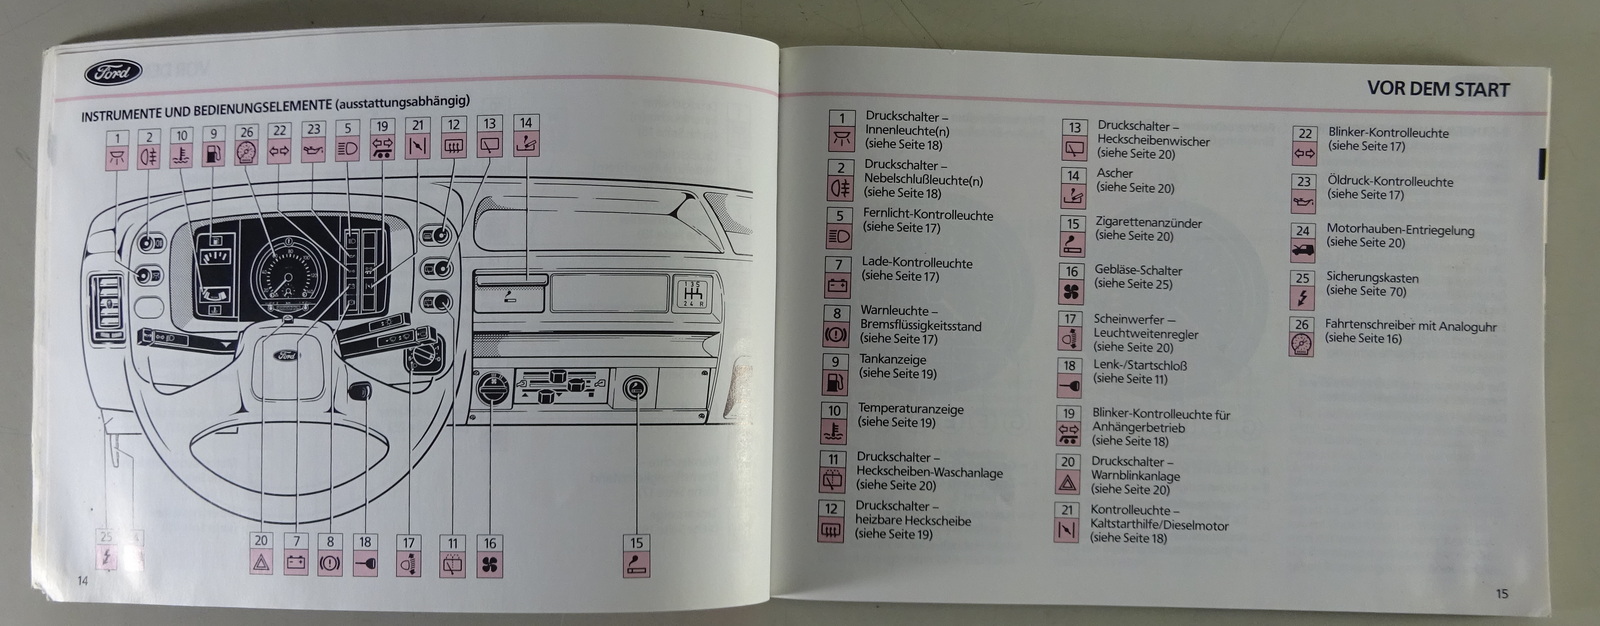 Ford
INSTRUMENTE UND BEDIENUNGSELEMENTE (ausstattungsabhängig)
1 2 10 9 26 22 23 5 19 21 12 13 14
Ford
1 3 5
2 4 R
25
20 7 8 18 17 11 16 15
14
VOR DEM START
1 Druckschalter –
Innenleuchte(n)
(siehe Seite 18)
2 Druckschalter –
Nebelschlußleuchte(n)
(siehe Seite 18)
5 Fernlicht-Kontrolleuchte
(siehe Seite 17)
7 Lade-Kontrolleuchte
(siehe Seite 17)
8 Warnleuchte –
Bremsflüssigkeitsstand
(siehe Seite 17)
9 Tankanzeige
(siehe Seite 19)
10 Temperaturanzeige
(siehe Seite 19)
11 Druckschalter –
Heckscheiben-Waschanlage
(siehe Seite 20)
12 Druckschalter –
heizbare Heckscheibe
(siehe Seite 19)
13 Druckschalter –
Heckscheibenwischer
(siehe Seite 20)
14 Ascher
(siehe Seite 20)
15 Zigarettenanzünder
(siehe Seite 20)
16 Gebläse-Schalter
(siehe Seite 25)
17 Scheinwerfer –
Leuchtweitenregler
(siehe Seite 20)
18 Lenk-/Startschloß
(siehe Seite 11)
19 Blinker-Kontrolleuchte für
Anhängerbetrieb
(siehe Seite 18)
20 Druckschalter –
Warnblinkanlage
(siehe Seite 20)
21 Kontrolleuchte –
Kaltstarthilfe/Dieselmotor
(siehe Seite 18)
22 Blinker-Kontrolleuchte
(siehe Seite 17)
23 Öldruck-Kontrolleuchte
(siehe Seite 17)
24 Motorhauben-Entriegelung
(siehe Seite 20)
25 Sicherungskasten
(siehe Seite 70)
26 Fahrtenschreiber mit Analoguhr
(siehe Seite 16)
15